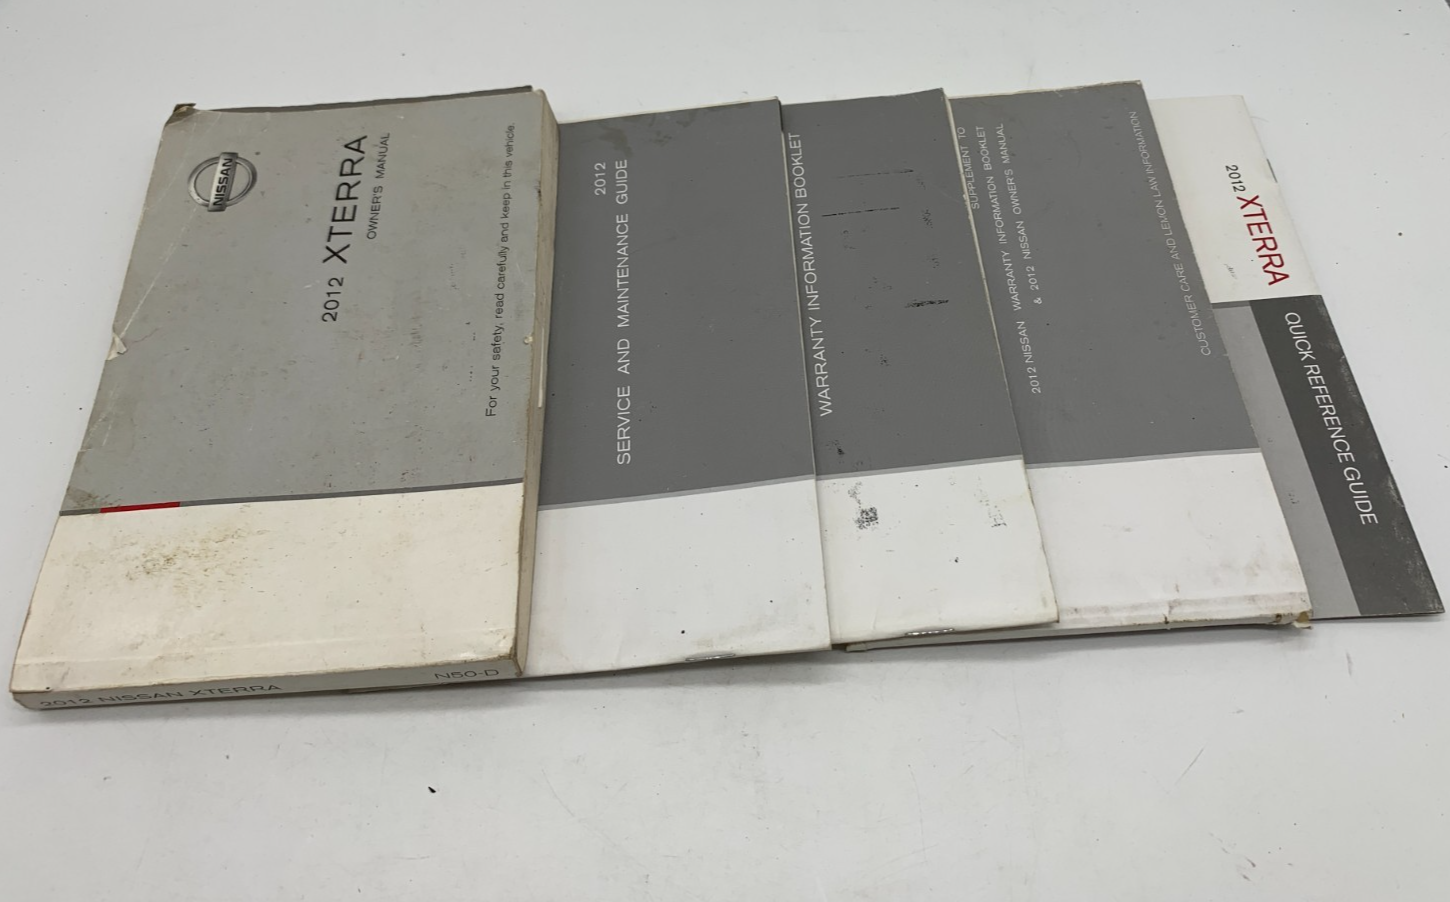 NISSAN
2012 XTERRA
OWNER'S MANUAL
For your safety, read carefully and keep in this vehicle.
2012 NISSAN XTERRA
N50-D
2012
SERVICE AND MAINTENANCE GUIDE
WARRANTY INFORMATION BOOKLET
SUPPLEMENT TO
2012 NISSAN WARRANTY INFORMATION BOOKLET
& 2012 NISSAN OWNER'S MANUAL
CUSTOMER CARE AND LEMON LAW INFORMATION
2012 XTERRA
QUICK REFERENCE GUIDE